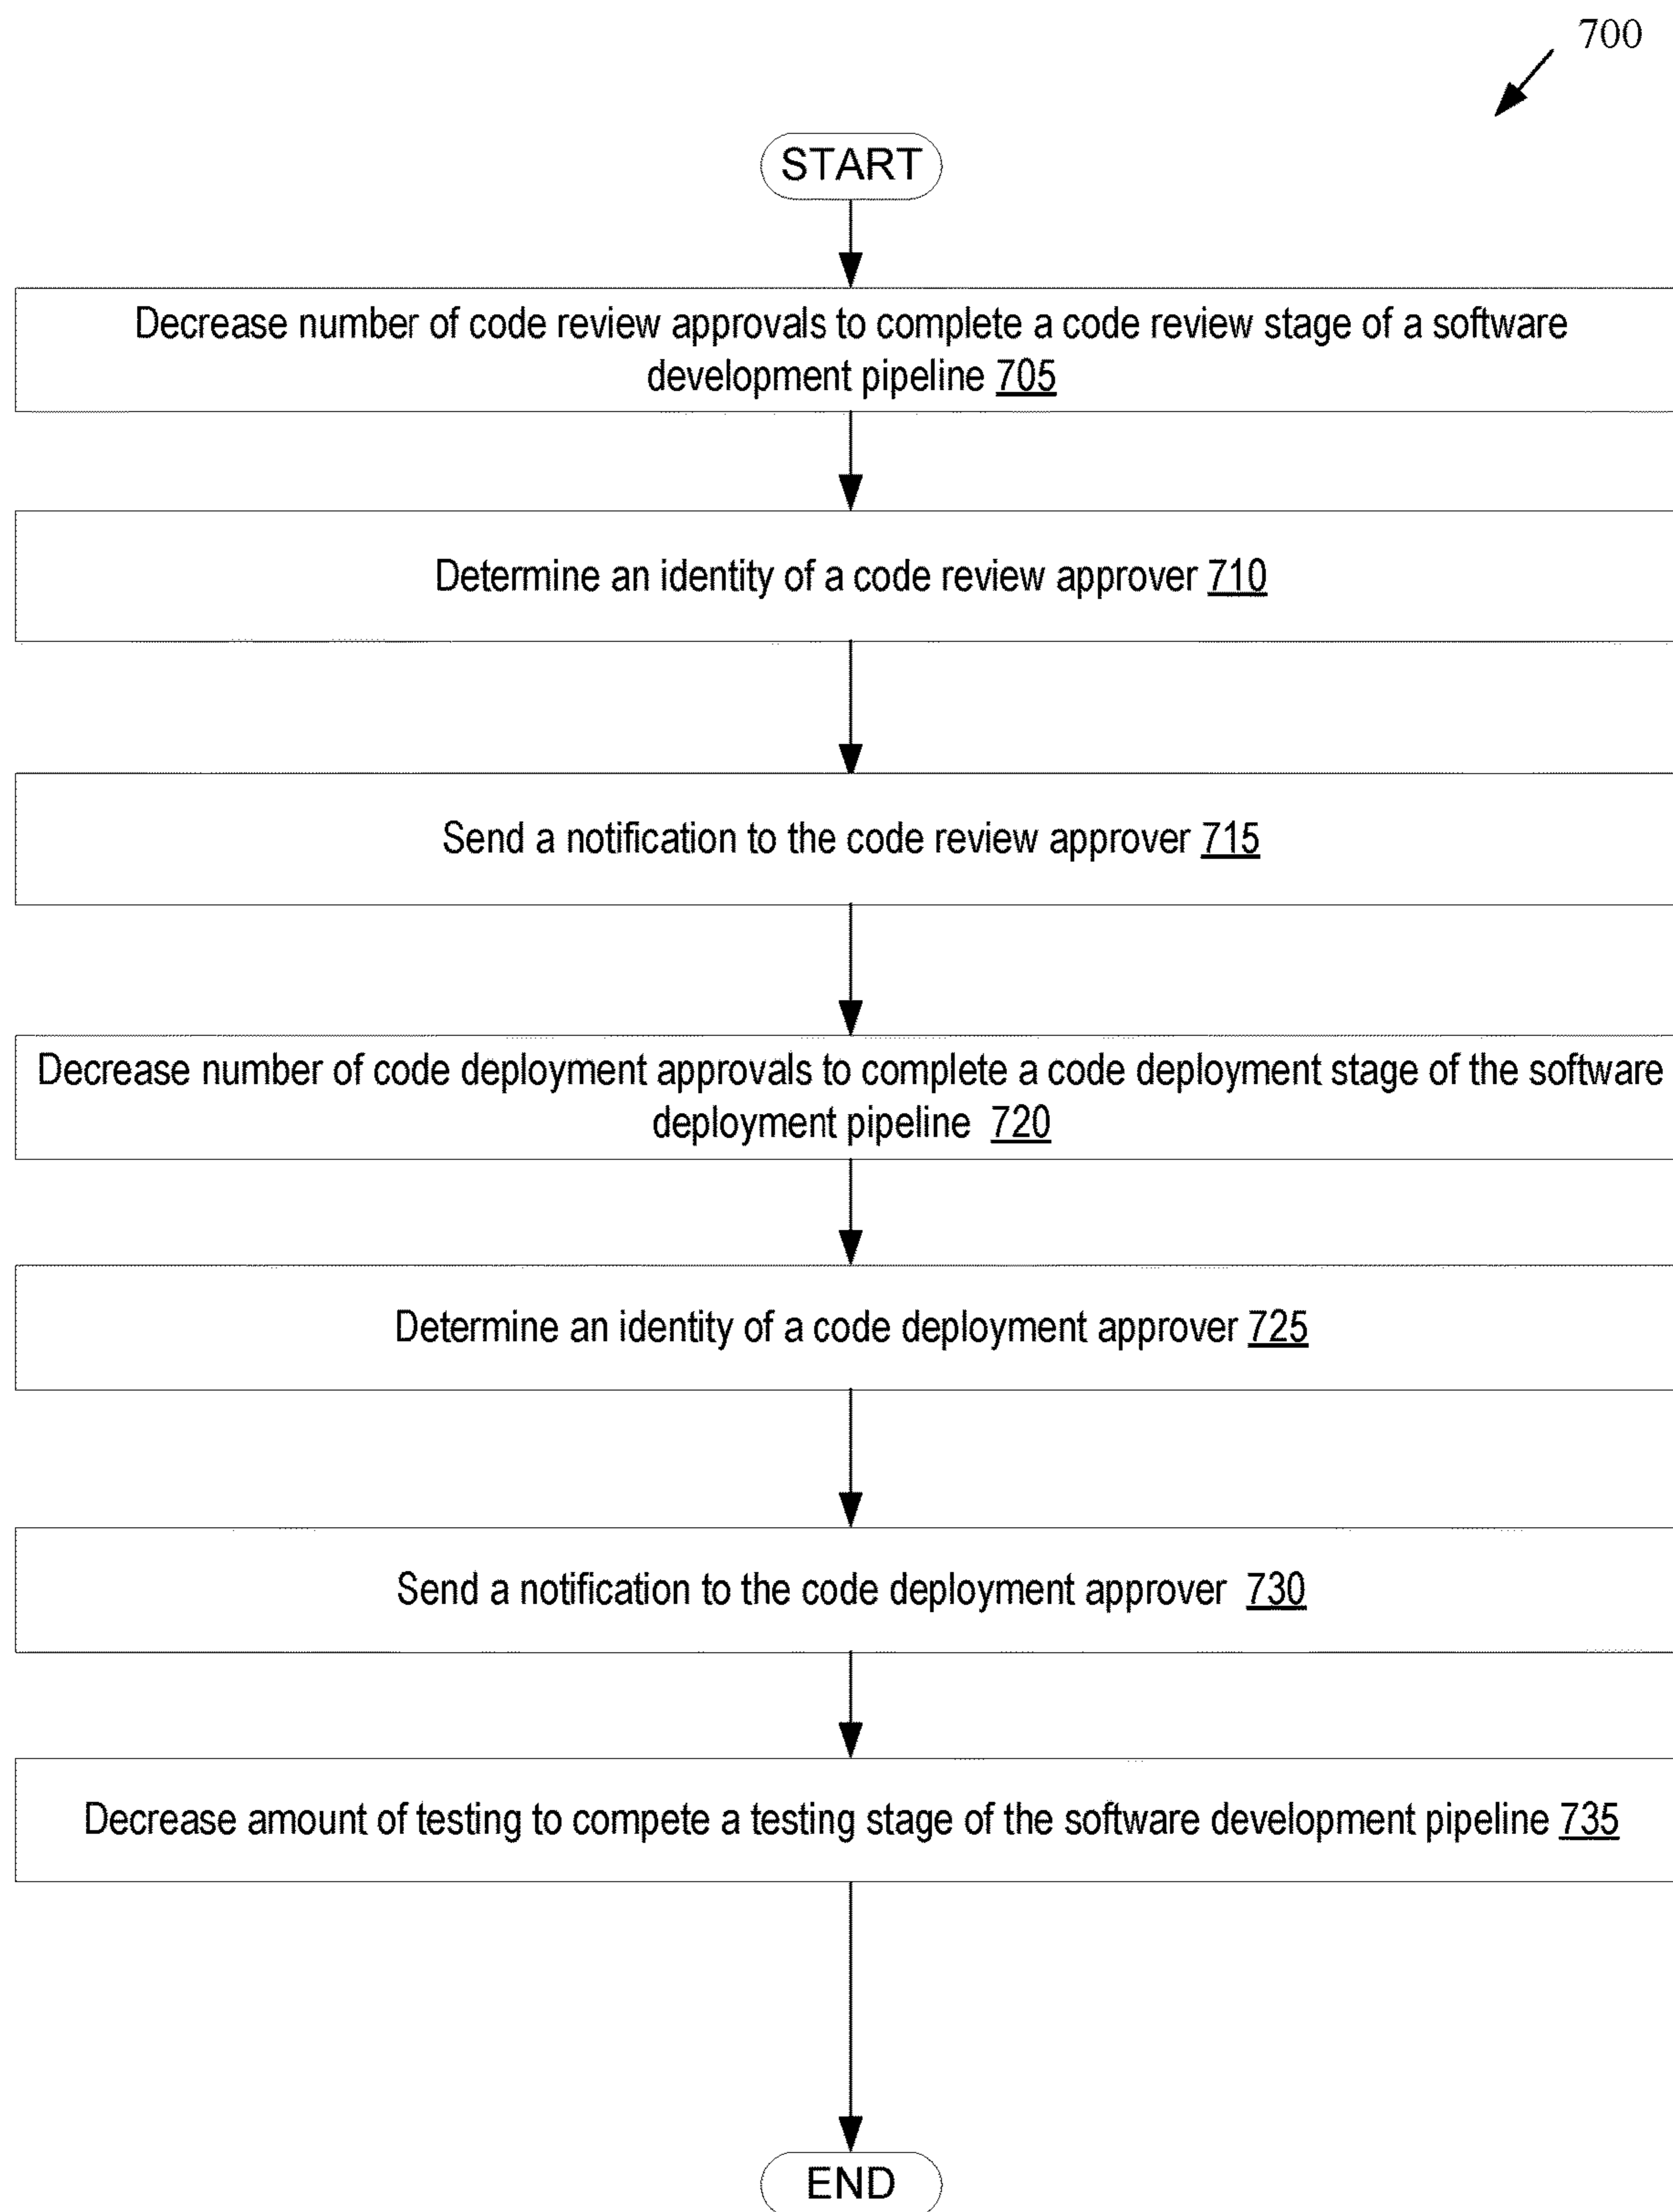 700
START
Decrease number of code review approvals to complete a code review stage of a software
development pipeline 705
Determine an identity of a code review approver 710
Send a notification to the code review approver 715
Decrease number of code deployment approvals to complete a code deployment stage of the software
deployment pipeline 720
Determine an identity of a code deployment approver 725
Send a notification to the code deployment approver 730
Decrease amount of testing to compete a testing stage of the software development pipeline 735
END